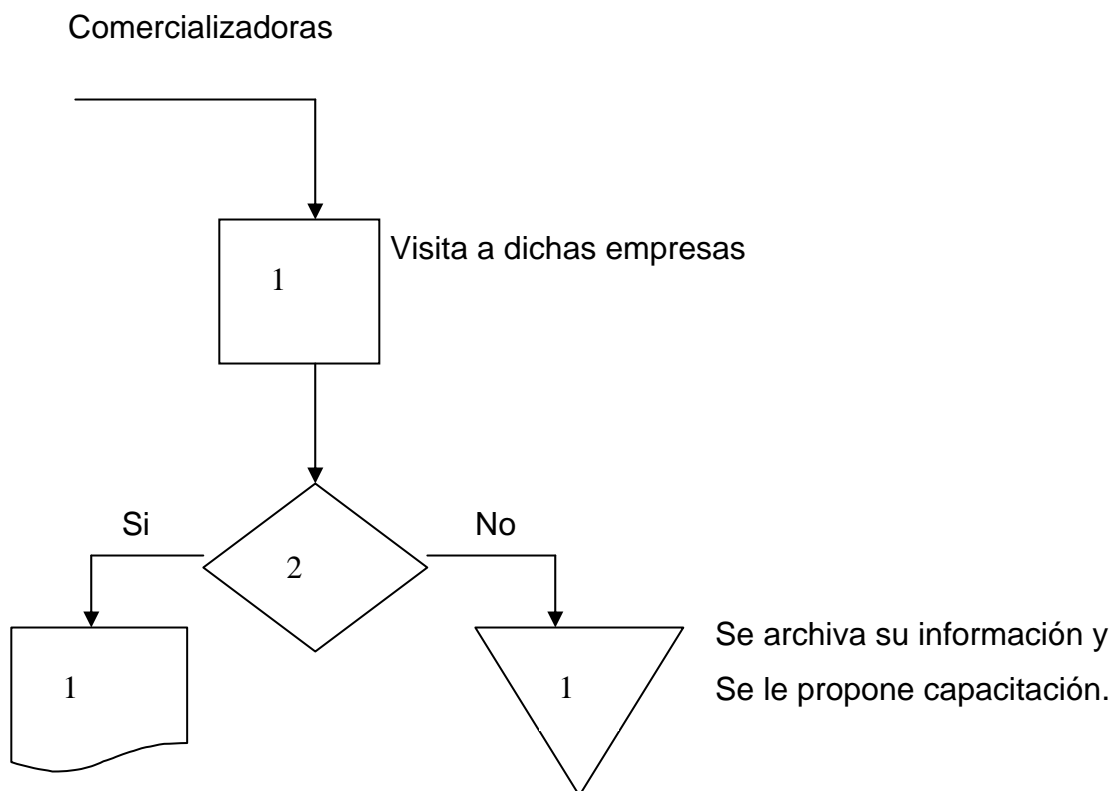 Comercializadoras
Visita a dichas empresas
1
Si
No
2
1
1
Se archiva su información y
Se le propone capacitación.